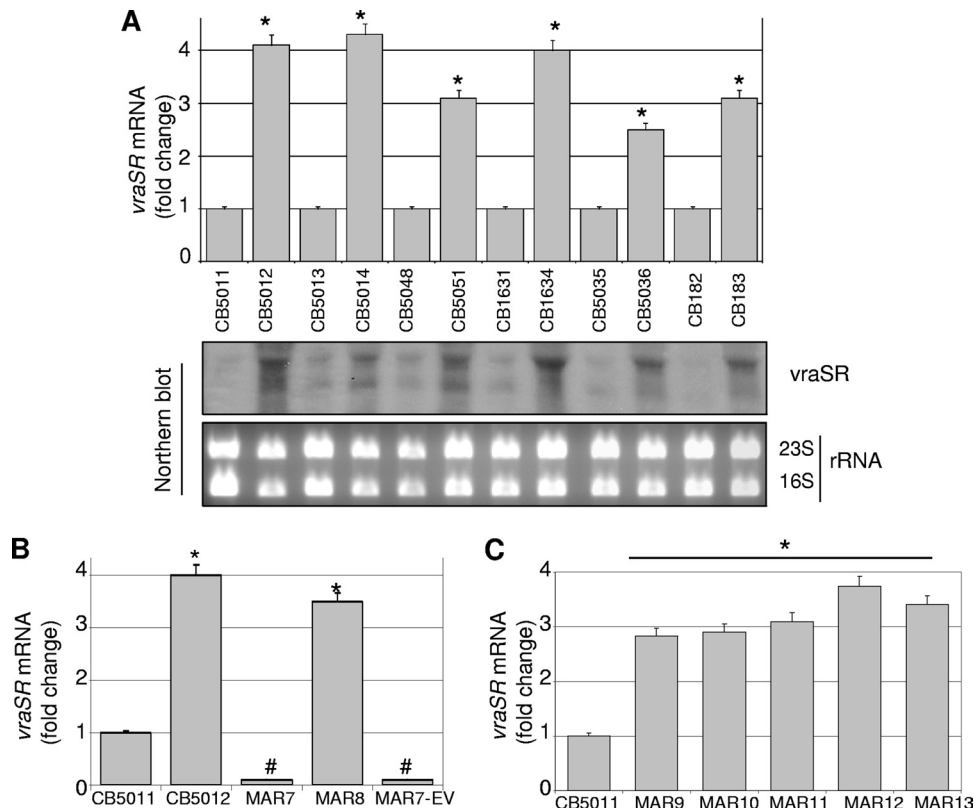 A
* * * * * *
vraSR mRNA
(fold change)
4
3
2
1
0
CB5011 CB5012 CB5013 CB5014 CB5048 CB5051 CB1631 CB1634 CB5035 CB5036 CB182 CB183
Northern blot
vraSR
23S
16S
rRNA
B
vraSR mRNA
(fold change)
4
3
2
1
0
* # * #
CB5011 CB5012 MAR7 MAR8 MAR7-EV
C
*
vraSR mRNA
(fold change)
4
3
2
1
0
CB5011 MAR9 MAR10 MAR11 MAR12 MAR13